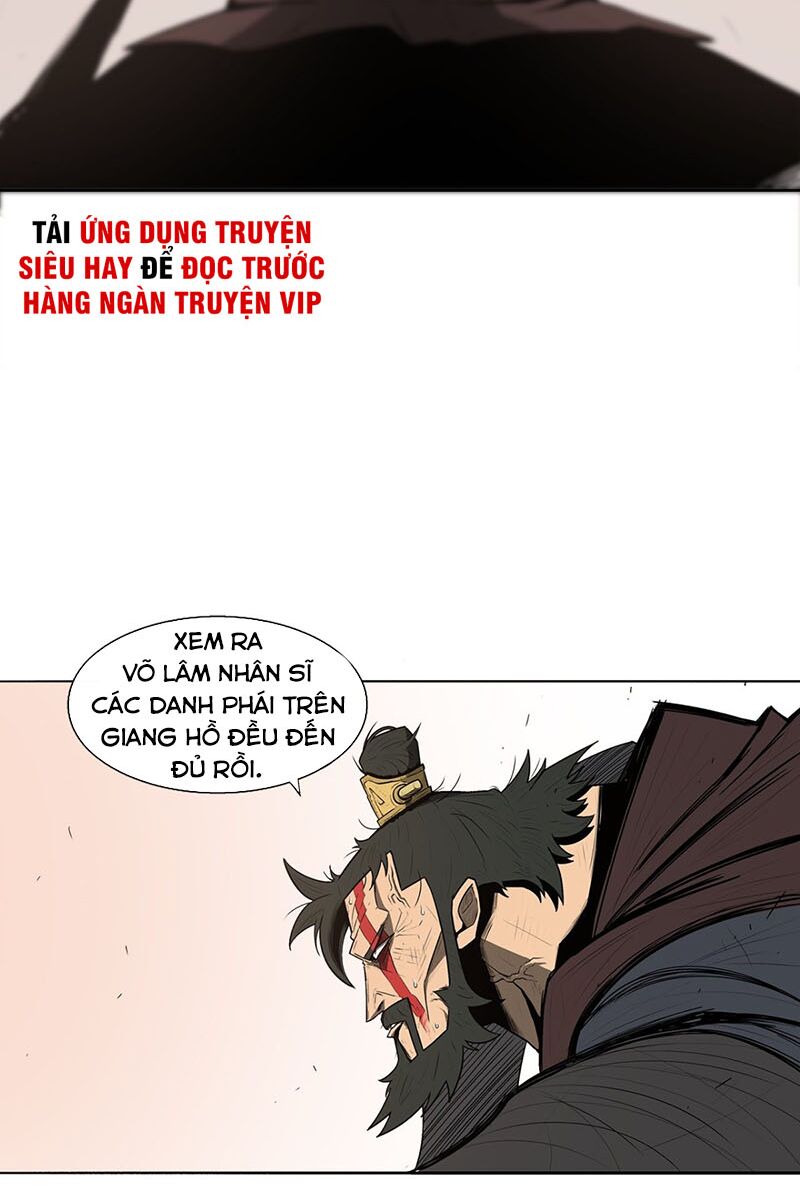 TẢI ỨNG DỤNG TRUYỆN
SIÊU HAY ĐỂ ĐỌC TRƯỚC
HÀNG NGÀN TRUYỆN VIP
XEM RA
VÕ LÂM NHÂN SĨ
CÁC DANH PHÁI TRÊN
GIANG HỒ ĐỀU ĐẾN
ĐỦ RỒI.